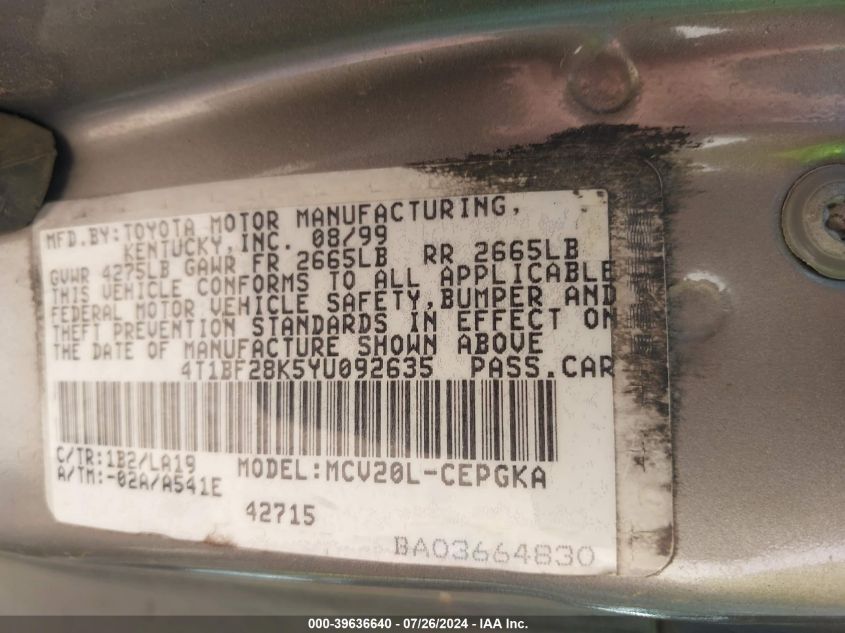 MFD.BY:TOYOTA MOTOR MANUFACTURING,
KENTUCKY,INC. 08/99
GVWR 4275LB GAWR FR 2665LB RR 2665LB
THIS VEHICLE CONFORMS TO ALL APPLICABLE
FEDERAL MOTOR VEHICLE SAFETY,BUMPER AND
THEFT PREVENTION STANDARDS IN EFFECT ON
THE DATE OF MANUFACTURE SHOWN ABOVE
4T1BF28K5YU092635 PASS.CAR
C/TR:1B2/LA19 MODEL:MCV20L-CEPGKA
A/TM:-02A/A541E
42715
BA03664830
000-39636640 / 07/26/2024 - IAA Inc.